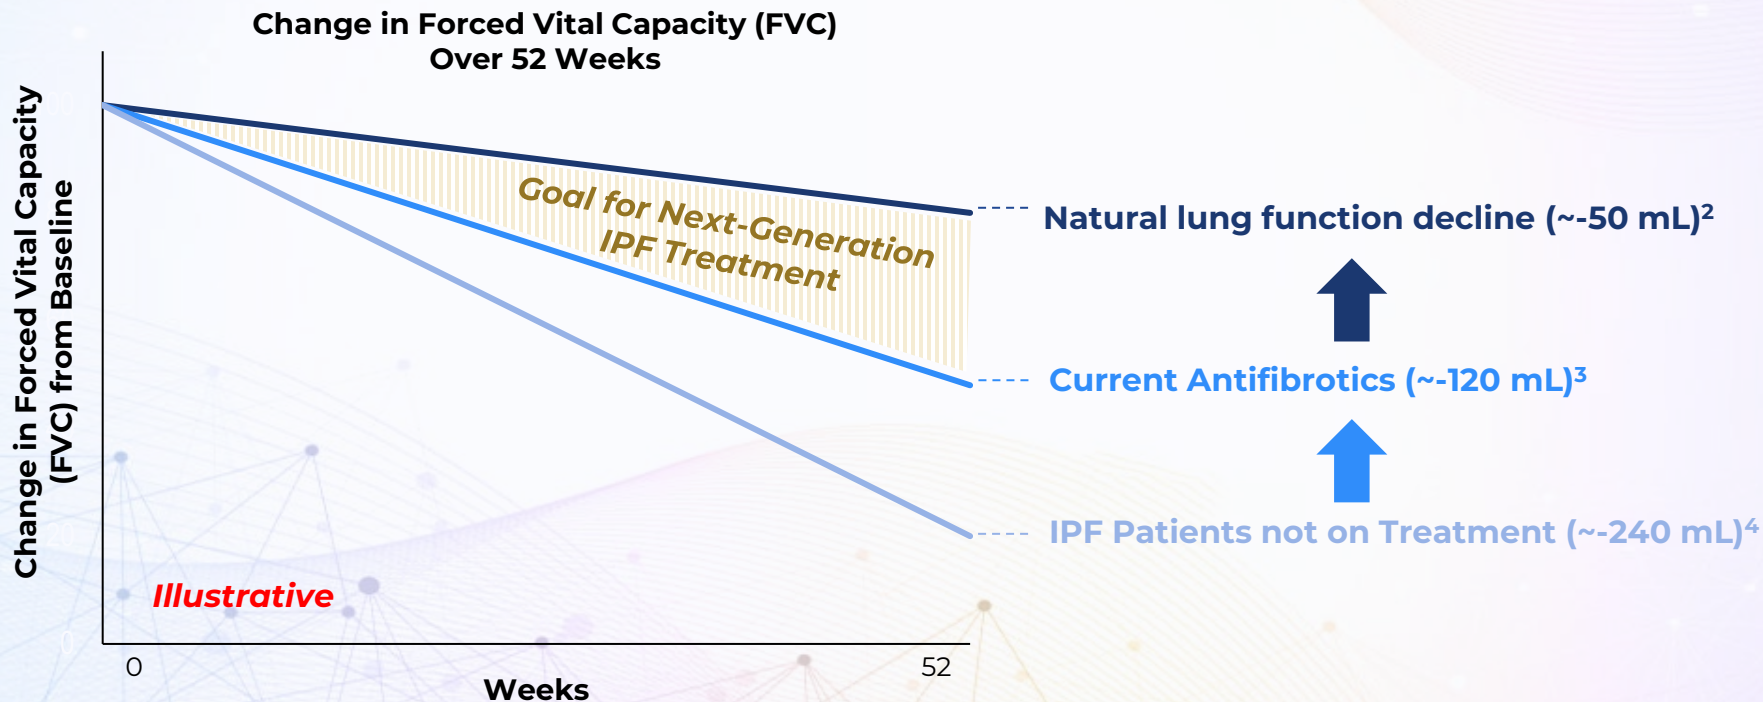 Change in Forced Vital Capacity (FVC)
Over 52 Weeks
Change in Forced Vital Capacity
(FVC) from Baseline
Goal for Next-Generation
IPF Treatment
Natural lung function decline (~-50 mL)²
Current Antifibrotics (~-120 mL)³
IPF Patients not on Treatment (~-240 mL)⁴
Illustrative
0
0
52
Weeks